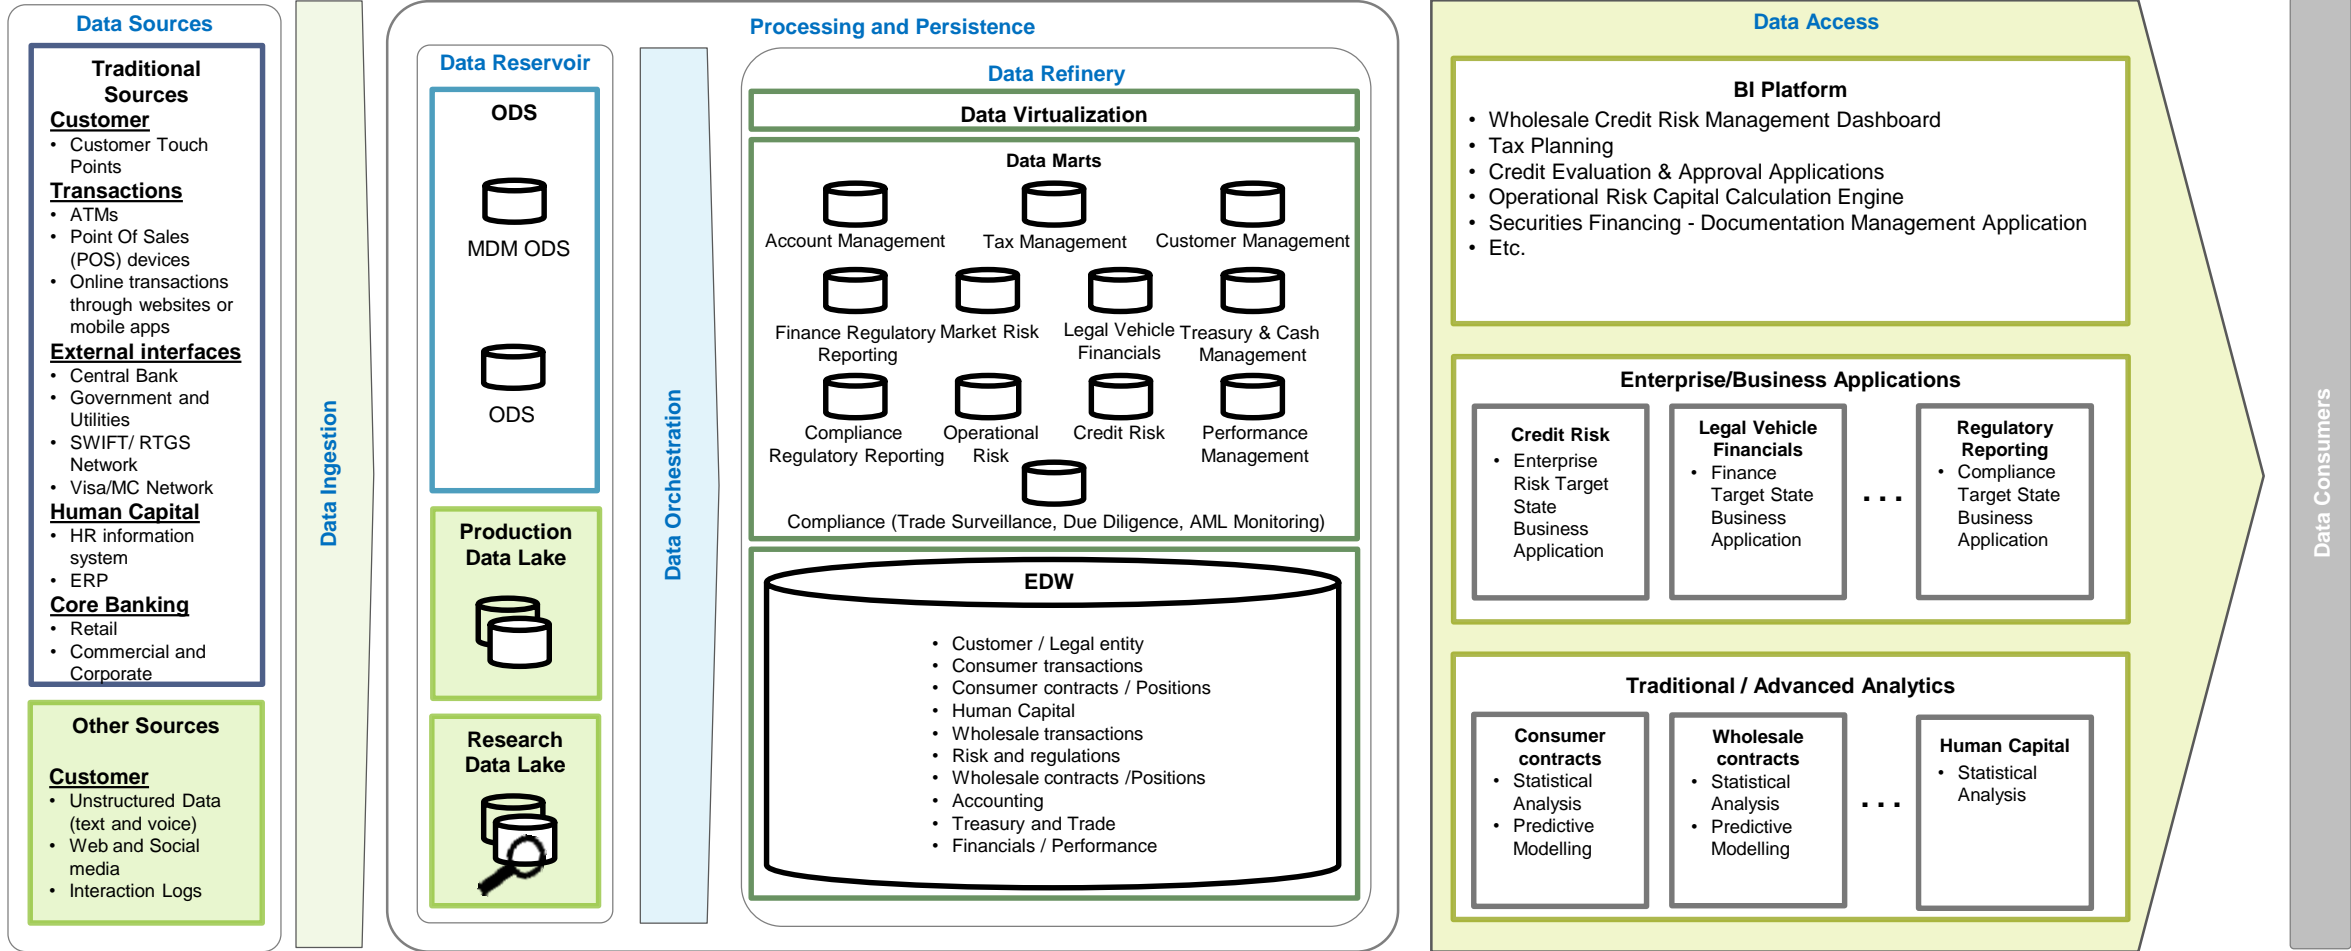 Data Sources
Traditional
Sources
Customer
• Customer Touch
Points
Transactions
• ATMs
• Point Of Sales
(POS) devices
• Online transactions
through websites or
mobile apps
External interfaces
• Central Bank
• Government and
Utilities
• SWIFT/ RTGS
Network
• Visa/MC Network
Human Capital
• HR information
system
• ERP
Core Banking
• Retail
• Commercial and
Corporate
Other Sources
Customer
• Unstructured Data
(text and voice)
• Web and Social
media
• Interaction Logs
Data Ingestion
Processing and Persistence
Data Reservoir
ODS
MDM ODS
ODS
Production
Data Lake
Research
Data Lake
Data Orchestration
Data Refinery
Data Virtualization
Data Marts
Account Management
Tax Management
Customer Management
Finance Regulatory
Reporting
Market Risk
Legal Vehicle
Financials
Treasury & Cash
Management
Compliance
Regulatory Reporting
Operational
Risk
Credit Risk
Performance
Management
Compliance (Trade Surveillance, Due Diligence, AML Monitoring)
EDW
• Customer / Legal entity
• Consumer transactions
• Consumer contracts / Positions
• Human Capital
• Wholesale transactions
• Risk and regulations
• Wholesale contracts /Positions
• Accounting
• Treasury and Trade
• Financials / Performance
Data Access
BI Platform
• Wholesale Credit Risk Management Dashboard
• Tax Planning
• Credit Evaluation & Approval Applications
• Operational Risk Capital Calculation Engine
• Securities Financing - Documentation Management Application
• Etc.
Enterprise/Business Applications
Credit Risk
• Enterprise
Risk Target
State
Business
Application
Legal Vehicle
Financials
• Finance
Target State
Business
Application
...
Regulatory
Reporting
• Compliance
Target State
Business
Application
Traditional / Advanced Analytics
Consumer
contracts
• Statistical
Analysis
• Predictive
Modelling
Wholesale
contracts
• Statistical
Analysis
• Predictive
Modelling
...
Human Capital
• Statistical
Analysis
Data Consumers